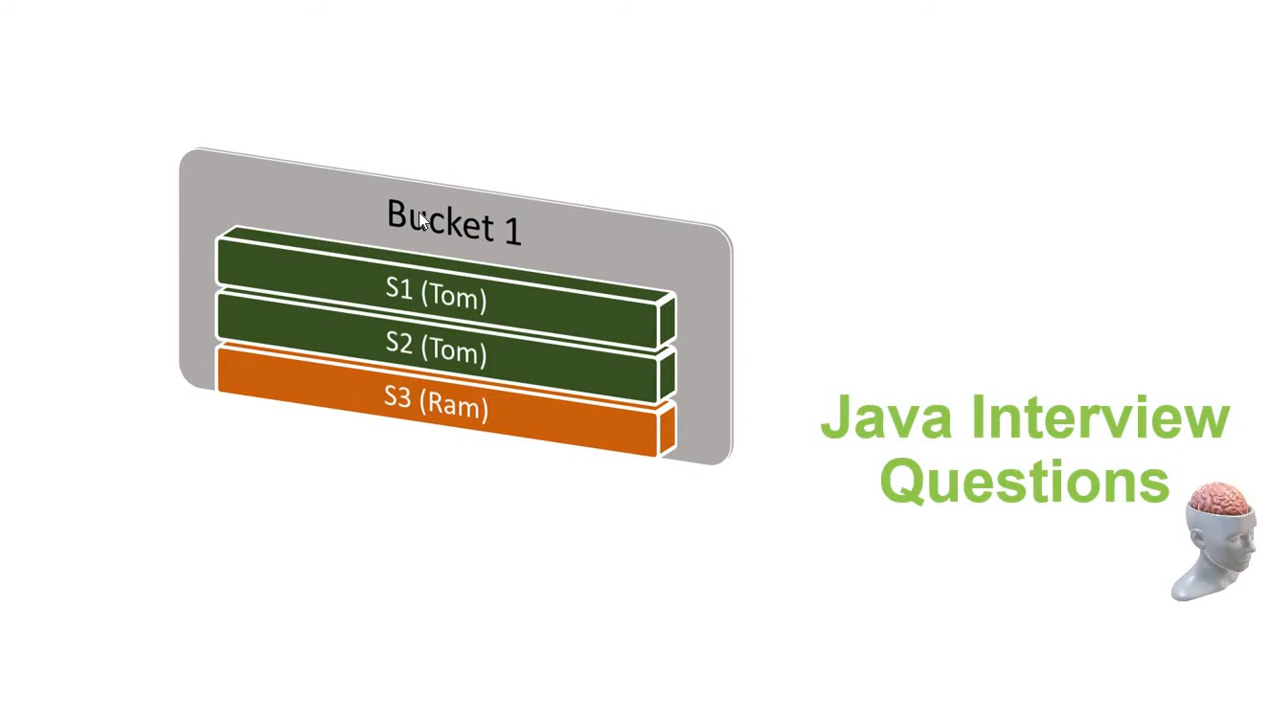 Bucket 1
S1 (Tom)
S2 (Tom)
S3 (Ram)
Java Interview
Questions